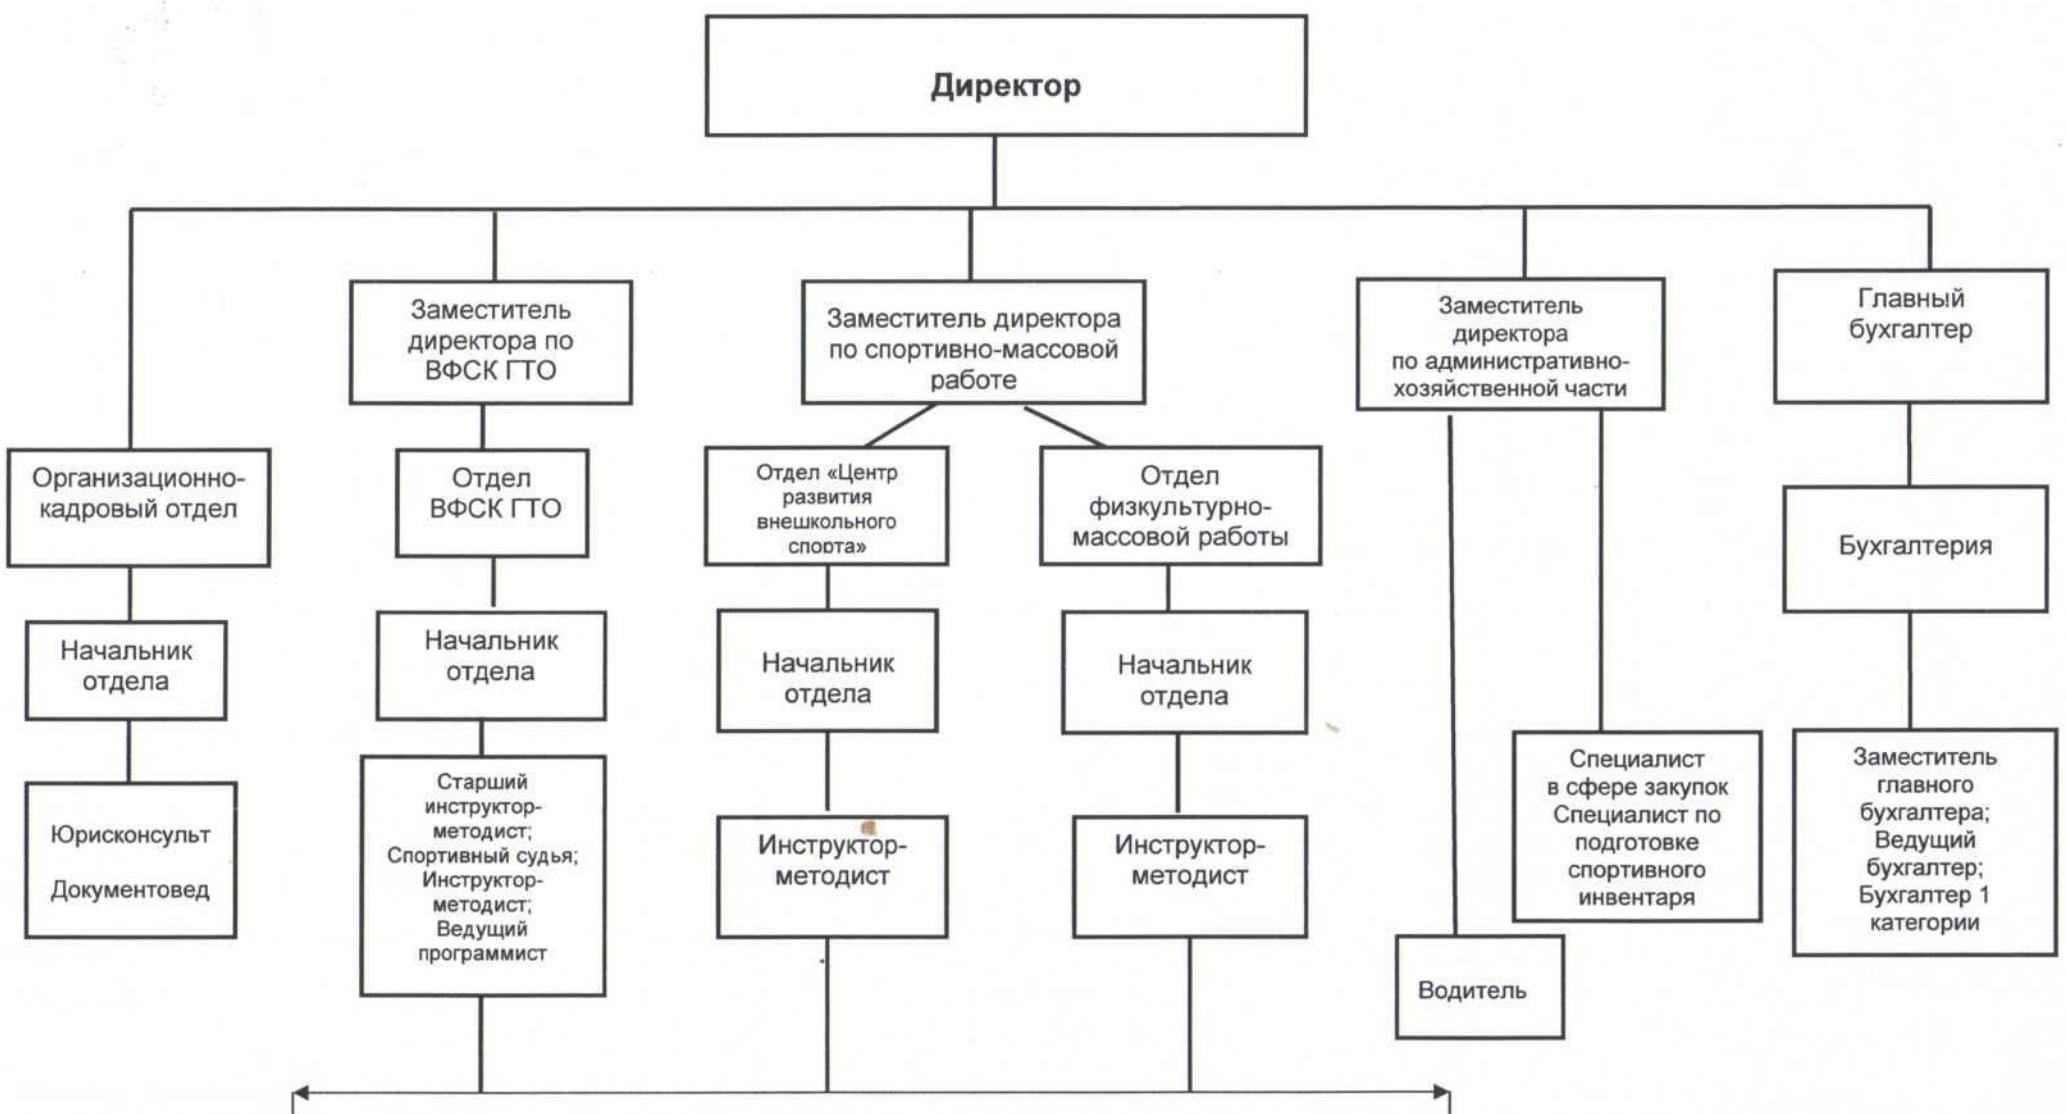 Директор
Заместитель
директора по
ВФСК ГТО
Заместитель директора
по спортивно-массовой
работе
Заместитель
директора
по административно-
хозяйственной части
Главный
бухгалтер
Организационно-
кадровый отдел
Отдел
ВФСК ГТО
Отдел «Центр
развития
внешкольного
спорта»
Отдел
физкультурно-
массовой работы
Бухгалтерия
Начальник
отдела
Начальник
отдела
Начальник
отдела
Начальник
отдела
Юрисконсульт
Документовед
Старший
инструктор-
методист;
Спортивный судья;
Инструктор-
методист;
Ведущий
программист
Инструктор-
методист
Инструктор-
методист
Специалист
в сфере закупок
Специалист по
подготовке
спортивного
инвентаря
Заместитель
главного
бухгалтера;
Ведущий
бухгалтер;
Бухгалтер 1
категории
Водитель